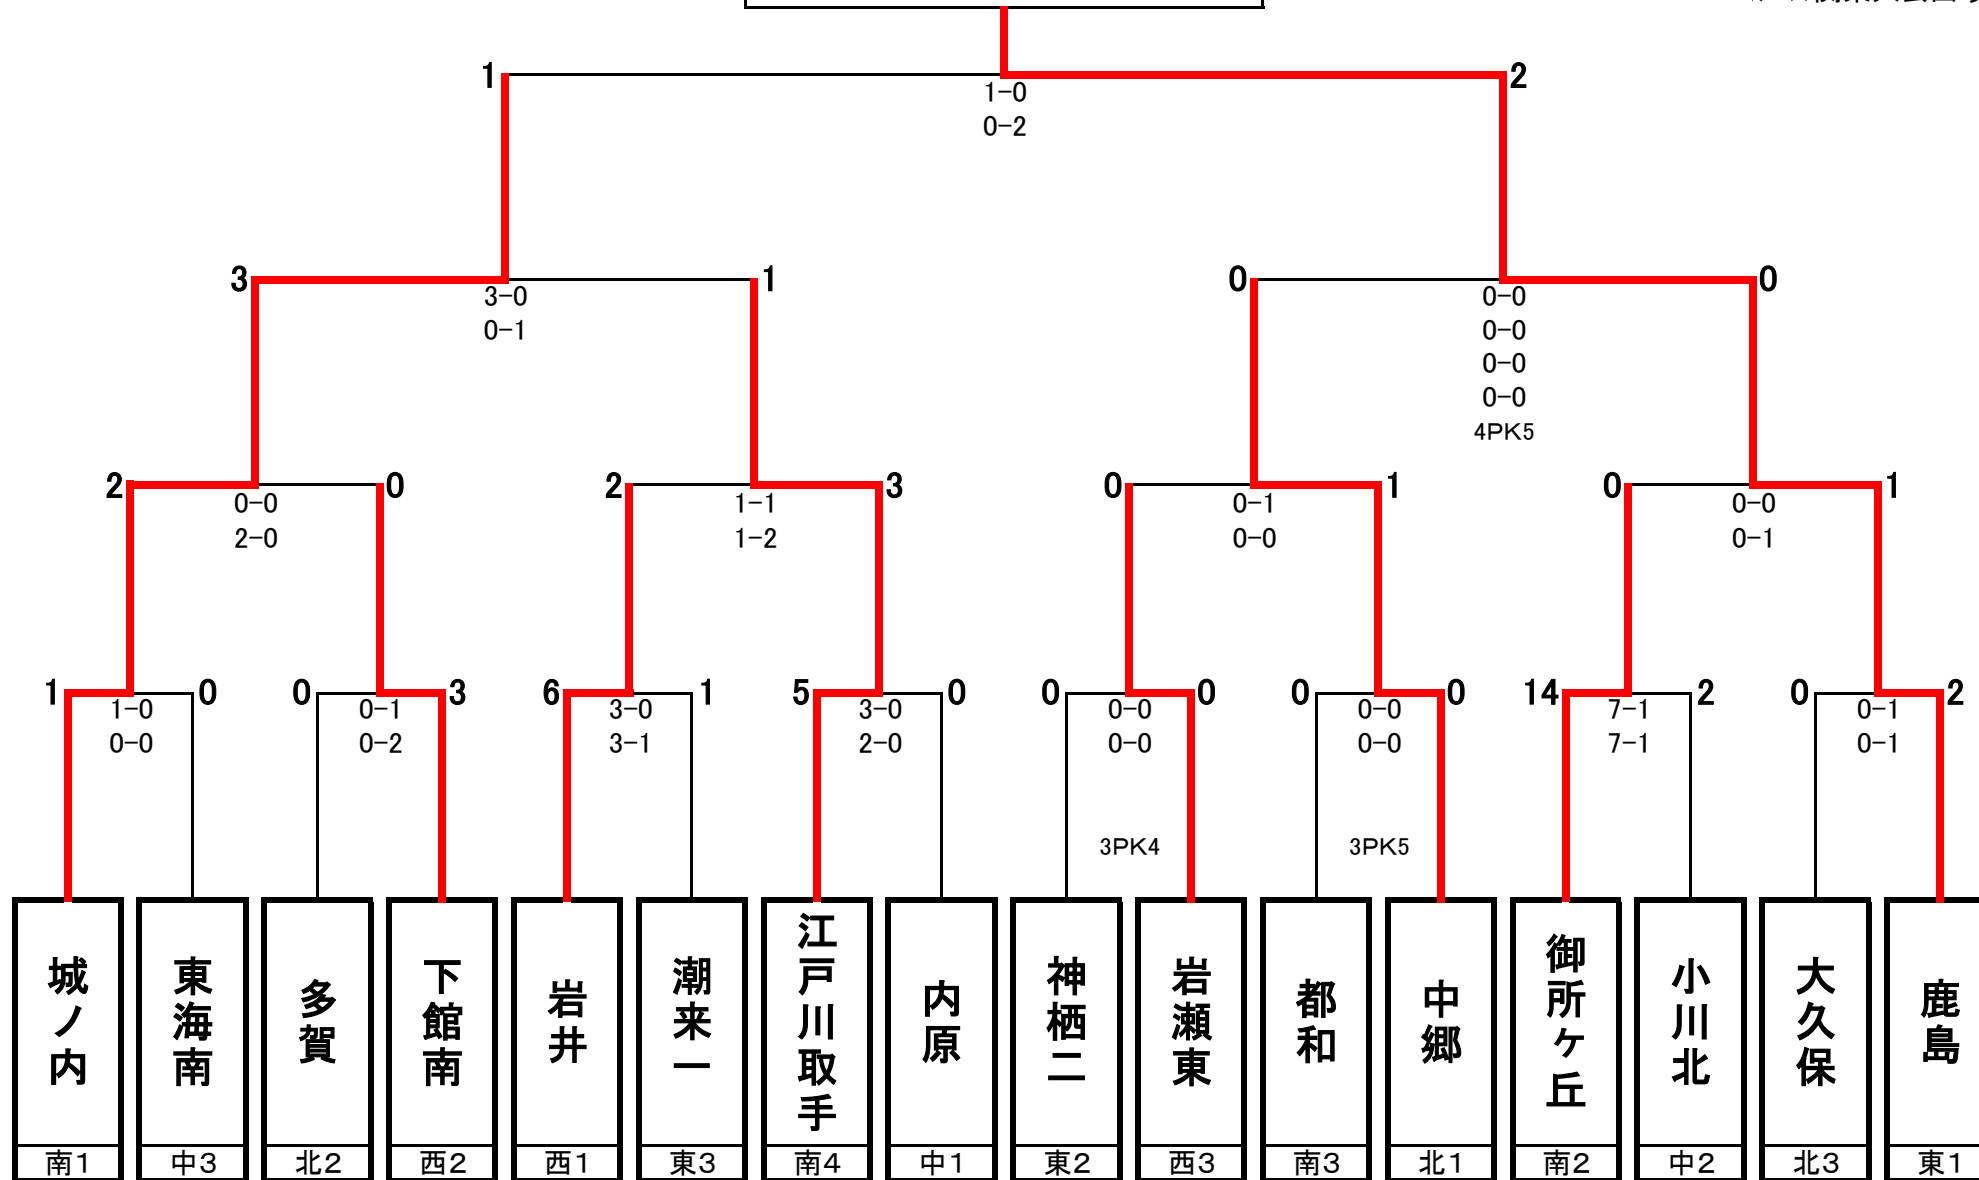 1 2
1-0
0-2
3 1 0 0
3-0 0-0
0-1 0-0
0-0
0-0
4PK5
2 0 2 3 0 1 0 1
0-0 1-1 0-1 0-0
2-0 1-2 0-0 0-1
1 0 0 3 6 1 5 0 0 0 0 0 14 2 0 2
1-0 0-1 3-0 3-0 0-0 0-0 7-1 0-1
0-0 0-2 3-1 2-0 0-0 0-0 7-1 0-1
3PK4 3PK5
城ノ内
東海南
多賀
下館南
岩井
潮来一
江戸川取手
内原
神栖二
岩瀬東
都和
中郷
御所ヶ丘
小川北
大久保
鹿島
南1 中3 北2 西2 西1 東3 南4 中1 東2 西3 南3 北1 南2 中2 北3 東1